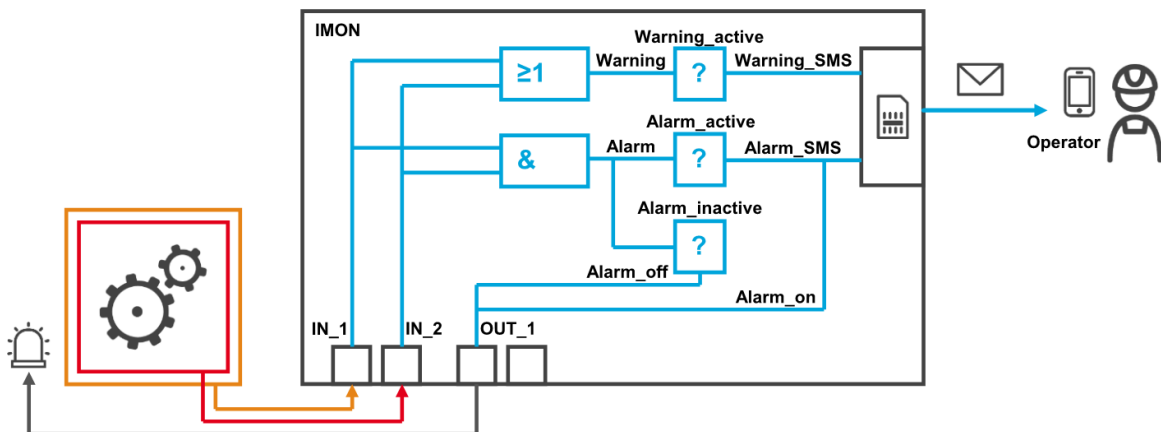 IMON
Warning_active
≥1
Warning
?
Warning_SMS
Alarm_active
&
Alarm
?
Alarm_SMS
Operator
Alarm_inactive
?
Alarm_off
Alarm_on
IN_1
IN_2
OUT_1